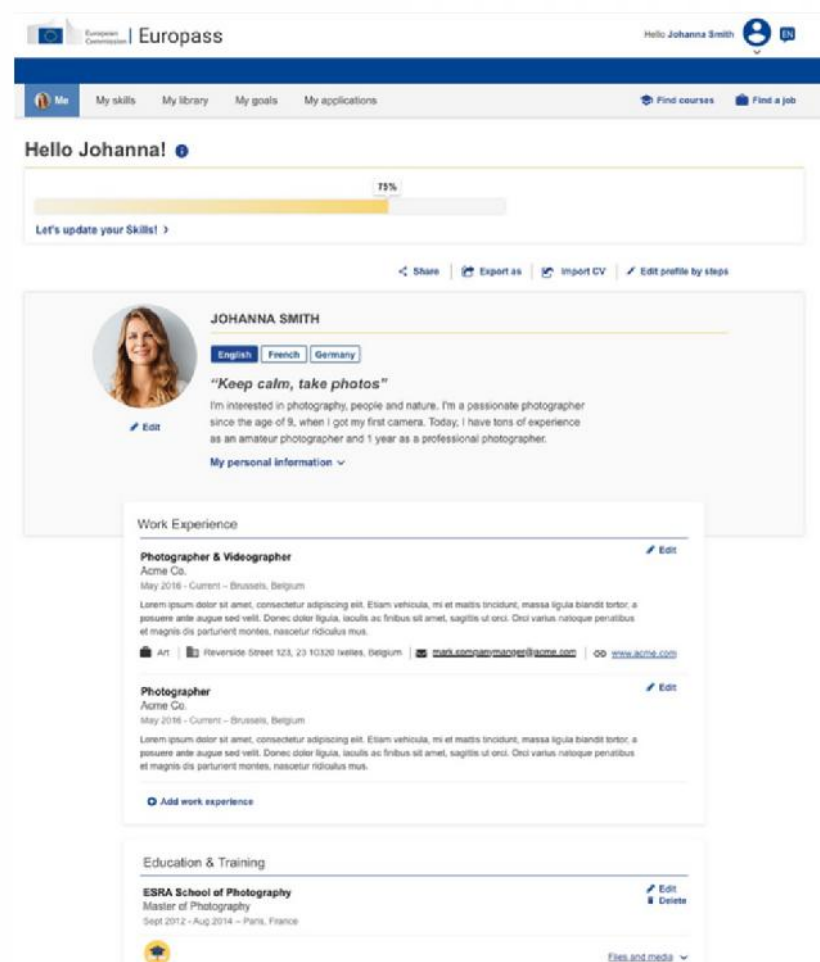 European
Commission
Europass
Hello Johanna Smith
EN
Me
My skills
My library
My goals
My applications
Find courses
Find a job
Hello Johanna!
75%
Let's update your Skills!
Share
Export as
Import CV
Edit profile by steps
JOHANNA SMITH
English
French
Germany
“Keep calm, take photos”
I'm interested in photography, people and nature. I'm a passionate photographer
since the age of 9, when I got my first camera. Today, I have tons of experience
as an amateur photographer and 1 year as a professional photographer.
Edit
My personal information
Work Experience
Photographer & Videographer
Edit
Acme Co.
May 2016 - Current – Brussels, Belgium
Lorem ipsum dolor sit amet, consectetur adipiscing elit. Etiam vehicula, mi et mattis tincidunt, massa ligula blandit tortor, a
posuere ante augue sed velit. Donec dolor ligula, iaculis ac finibus sit amet, sagittis ut orci. Orci varius natoque penatibus
et magnis dis parturient montes, nascetur ridiculus mus.
Art
Reverside Street 123, 23 10320 Ixelles, Belgium
mark.companymanger@acme.com
www.acme.com
Photographer
Edit
Acme Co.
May 2016 - Current – Brussels, Belgium
Lorem ipsum dolor sit amet, consectetur adipiscing elit. Etiam vehicula, mi et mattis tincidunt, massa ligula blandit tortor, a
posuere ante augue sed velit. Donec dolor ligula, iaculis ac finibus sit amet, sagittis ut orci. Orci varius natoque penatibus
et magnis dis parturient montes, nascetur ridiculus mus.
Add work experience
Education & Training
ESRA School of Photography
Edit
Master of Photography
Delete
Sept 2012 - Aug 2014 – Paris, France
Files and media